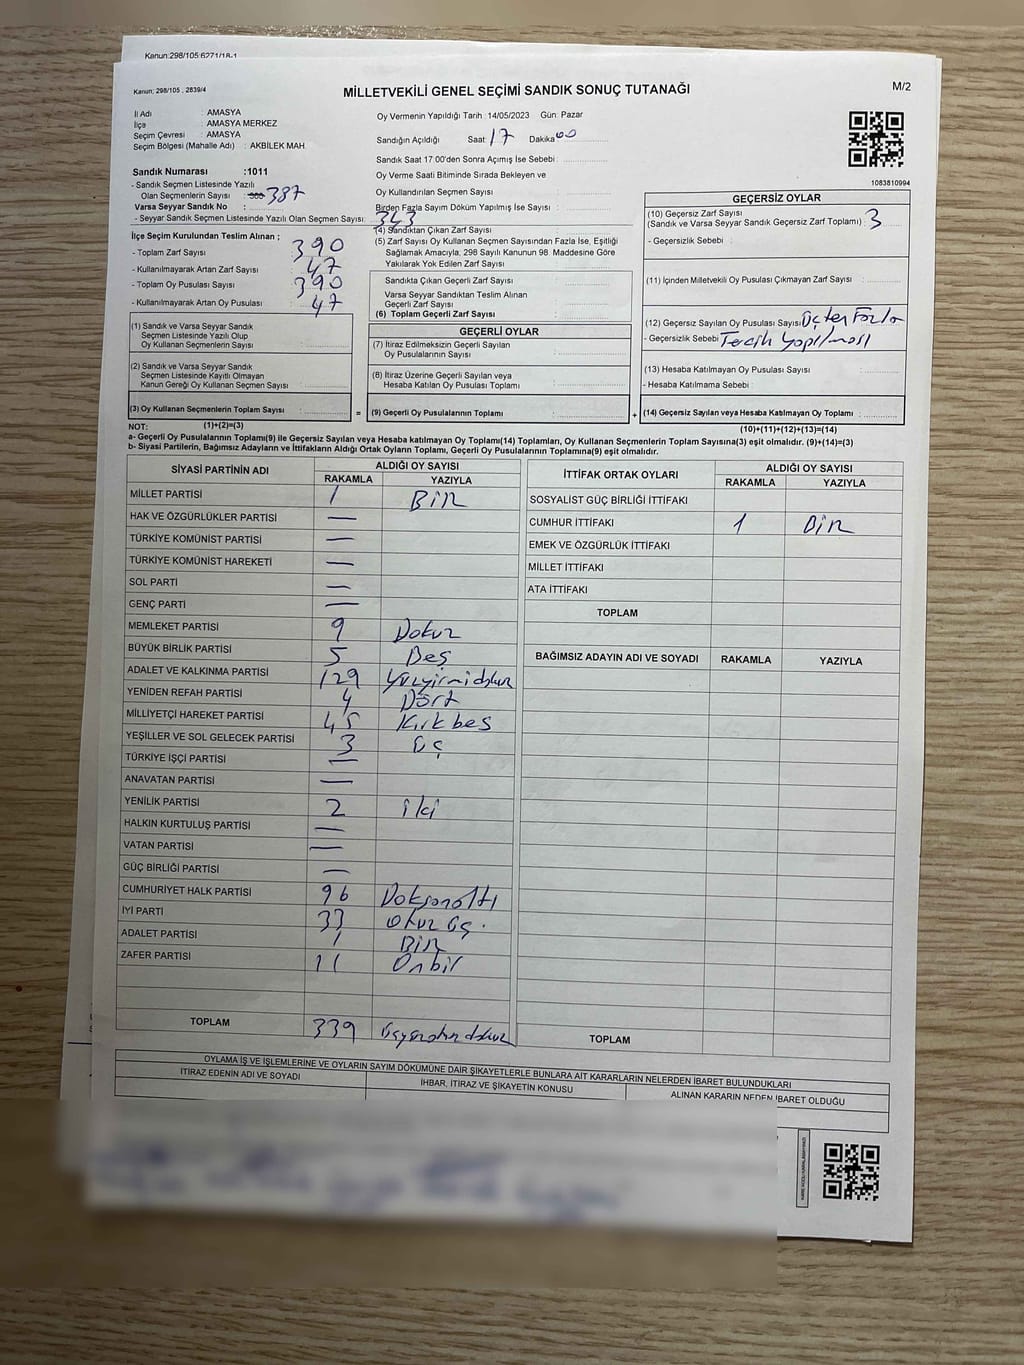 Kanun:298/105 6271/18-1
Kanun; 298/105 , 2839/4
MİLLETVEKİLİ GENEL SEÇİMİ SANDIK SONUÇ TUTANAĞI
M/2
İl Adı : AMASYA
İlçe : AMASYA MERKEZ
Seçim Çevresi : AMASYA
Seçim Bölgesi (Mahalle Adı) : AKBİLEK MAH.
Sandık Numarası :1011
- Sandık Seçmen Listesinde Yazılı
Olan Seçmenlerin Sayısı : 387
Varsa Seyyar Sandık No :
- Seyyar Sandık Seçmen Listesinde Yazılı Olan Seçmen Sayısı:
İlçe Seçim Kurulundan Teslim Alınan ;
- Toplam Zarf Sayısı 390
- Kullanılmayarak Artan Zarf Sayısı 47
- Toplam Oy Pusulası Sayısı 390
- Kullanılmayarak Artan Oy Pusulası 47
(1) Sandık ve Varsa Seyyar Sandık
Seçmen Listesinde Yazılı Olup
Oy Kullanan Seçmenlerin Sayısı
(2) Sandık ve Varsa Seyyar Sandık
Seçmen Listesinde Kayıtlı Olmayan
Kanun Gereği Oy Kullanan Seçmen Sayısı
(3) Oy Kullanan Seçmenlerin Toplam Sayısı =
(1)+(2)=(3)
Oy Vermenin Yapıldığı Tarih :14/05/2023 Gün: Pazar
Sandığın Açıldığı Saat 17 Dakika 00
Sandık Saat 17:00'den Sonra Açımış İse Sebebi :
Oy Verme Saati Bitiminde Sırada Bekleyen ve
Oy Kullandırılan Seçmen Sayısı
Birden Fazla Sayım Döküm Yapılmış İse Sayısı :
343
(4) Sandıktan Çıkan Zarf Sayısı
(5) Zarf Sayısı Oy Kullanan Seçmen Sayısından Fazla İse, Eşitliği
Sağlamak Amacıyla, 298 Sayılı Kanunun 98. Maddesine Göre
Yakılarak Yok Edilen Zarf Sayısı
Sandıkta Çıkan Geçerli Zarf Sayısı
Varsa Seyyar Sandıktan Teslim Alınan
Geçerli Zarf Sayısı
(6) Toplam Geçerli Zarf Sayısı
GEÇERLİ OYLAR
(7) İtiraz Edilmeksizin Geçerli Sayılan
Oy Pusulalarının Sayısı
(8) İtiraz Üzerine Geçerli Sayılan veya
Hesaba Katılan Oy Pusulası Toplamı
(9) Geçerli Oy Pusulalarının Toplamı +
1083810994
GEÇERSİZ OYLAR
(10) Geçersiz Zarf Sayısı
(Sandık ve Varsa Seyyar Sandık Geçersiz Zarf Toplamı) : 3
- Geçersizlik Sebebi :
(11) İçinden Milletvekili Oy Pusulası Çıkmayan Zarf Sayısı
(12) Geçersiz Sayılan Oy Pusulası Sayısı Üçten Fazla
- Geçersizlik Sebebi Tercih Yapılması
(13) Hesaba Katılmayan Oy Pusulası Sayısı
- Hesaba Katılmama Sebebi :
(14) Geçersiz Sayılan veya Hesaba Katılmayan Oy Toplamı :
(10)+(11)+(12)+(13)=(14)
NOT:
a- Geçerli Oy Pusulalarının Toplamı(9) ile Geçersiz Sayılan veya Hesaba katılmayan Oy Toplamı(14) Toplamları, Oy Kullanan Seçmenlerin Toplam Sayısına(3) eşit olmalıdır. (9)+(14)=(3)
b- Siyasi Partilerin, Bağımsız Adayların ve İttifakların Aldığı Ortak Oyların Toplamı, Geçerli Oy Pusulalarının Toplamına(9) eşit olmalıdır.
SİYASİ PARTİNİN ADI ALDIĞI OY SAYISI
RAKAMLA YAZIYLA
MİLLET PARTİSİ 1 Bir
HAK VE ÖZGÜRLÜKLER PARTİSİ —
TÜRKİYE KOMÜNİST PARTİSİ —
TÜRKİYE KOMÜNİST HAREKETİ —
SOL PARTİ —
GENÇ PARTİ —
MEMLEKET PARTİSİ 9 Dokuz
BÜYÜK BİRLİK PARTİSİ 5 Beş
ADALET VE KALKINMA PARTİSİ 129 Yüzyirmidokuz
YENİDEN REFAH PARTİSİ 4 Dört
MİLLİYETÇİ HAREKET PARTİSİ 45 Kırkbeş
YEŞİLLER VE SOL GELECEK PARTİSİ 3 üç
TÜRKİYE İŞÇİ PARTİSİ —
ANAVATAN PARTİSİ —
YENİLİK PARTİSİ 2 iki
HALKIN KURTULUŞ PARTİSİ —
VATAN PARTİSİ —
GÜÇ BİRLİĞİ PARTİSİ —
CUMHURİYET HALK PARTİSİ 96 Doksanaltı
İYİ PARTİ 33 otuz üç.
ADALET PARTİSİ 1 Bir
ZAFER PARTİSİ 11 Onbir
TOPLAM 339 üçyüzotuzdokuz
İTTİFAK ORTAK OYLARI ALDIĞI OY SAYISI
RAKAMLA YAZIYLA
SOSYALİST GÜÇ BİRLİĞİ İTTİFAKI
CUMHUR İTTİFAKI 1 Bir
EMEK VE ÖZGÜRLÜK İTTİFAKI
MİLLET İTTİFAKI
ATA İTTİFAKI
TOPLAM
BAĞIMSIZ ADAYIN ADI VE SOYADI RAKAMLA YAZIYLA
TOPLAM
OYLAMA İŞ VE İŞLEMLERİNE VE OYLARIN SAYIM DÖKÜMÜNE DAİR ŞİKAYETLERLE BUNLARA AİT KARARLARIN NELERDEN İBARET BULUNDUKLARI
İTİRAZ EDENİN ADI VE SOYADI İHBAR, İTİRAZ VE ŞİKAYETİN KONUSU ALINAN KARARIN NEDEN İBARET OLDUĞU